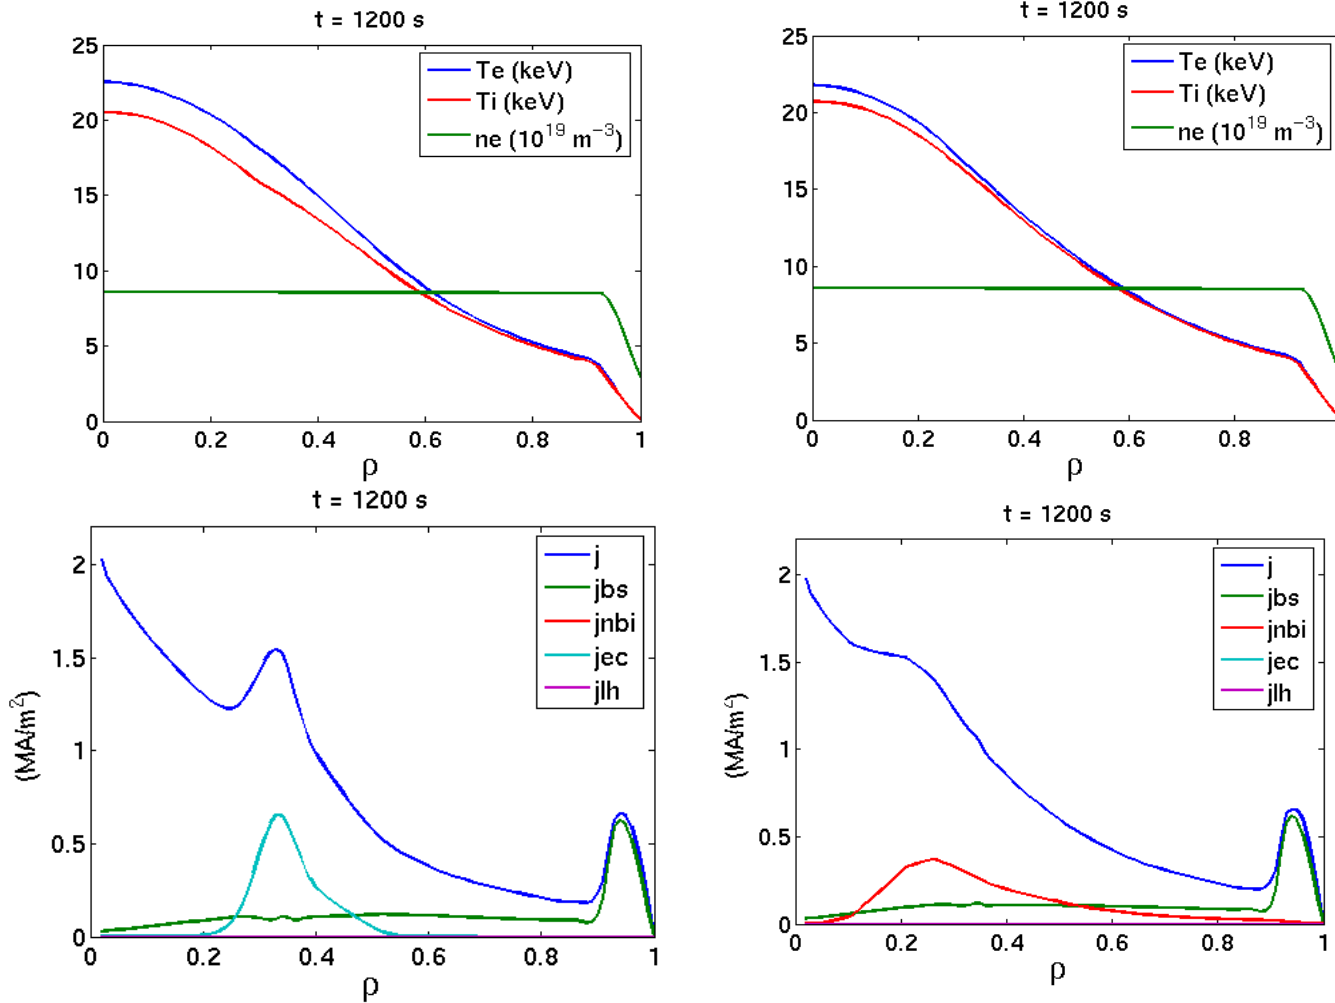 t = 1200 s
25
20
15
10
5
0
Te (keV)
Ti (keV)
ne (10^19 m^−3)
0 0.2 0.4 0.6 0.8 1
ρ
t = 1200 s
25
20
15
10
5
0
Te (keV)
Ti (keV)
ne (10^19 m^−3)
0 0.2 0.4 0.6 0.8
ρ
t = 1200 s
(MA/m^2)
2
1.5
1
0.5
0
j
jbs
jnbi
jec
jlh
0 0.2 0.4 0.6 0.8 1
ρ
t = 1200 s
(MA/m^2)
2
1.5
1
0.5
0
j
jbs
jnbi
jec
jlh
0 0.2 0.4 0.6 0.8 1
ρ